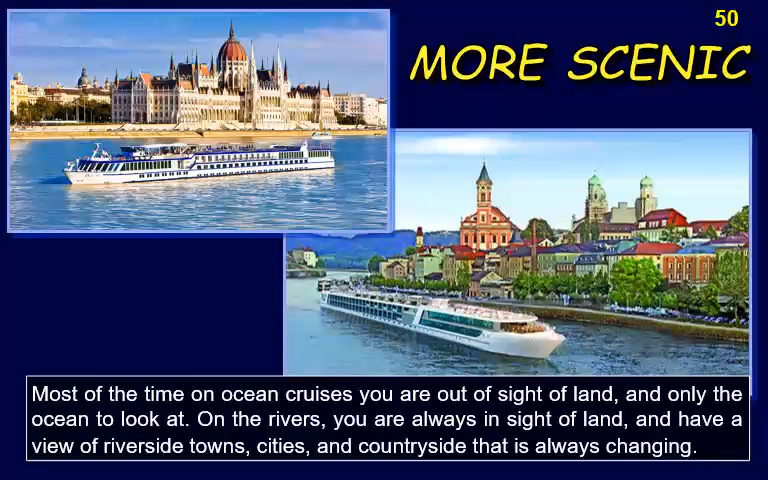 50
MORE SCENIC
Most of the time on ocean cruises you are out of sight of land, and only the
ocean to look at. On the rivers, you are always in sight of land, and have a
view of riverside towns, cities, and countryside that is always changing.